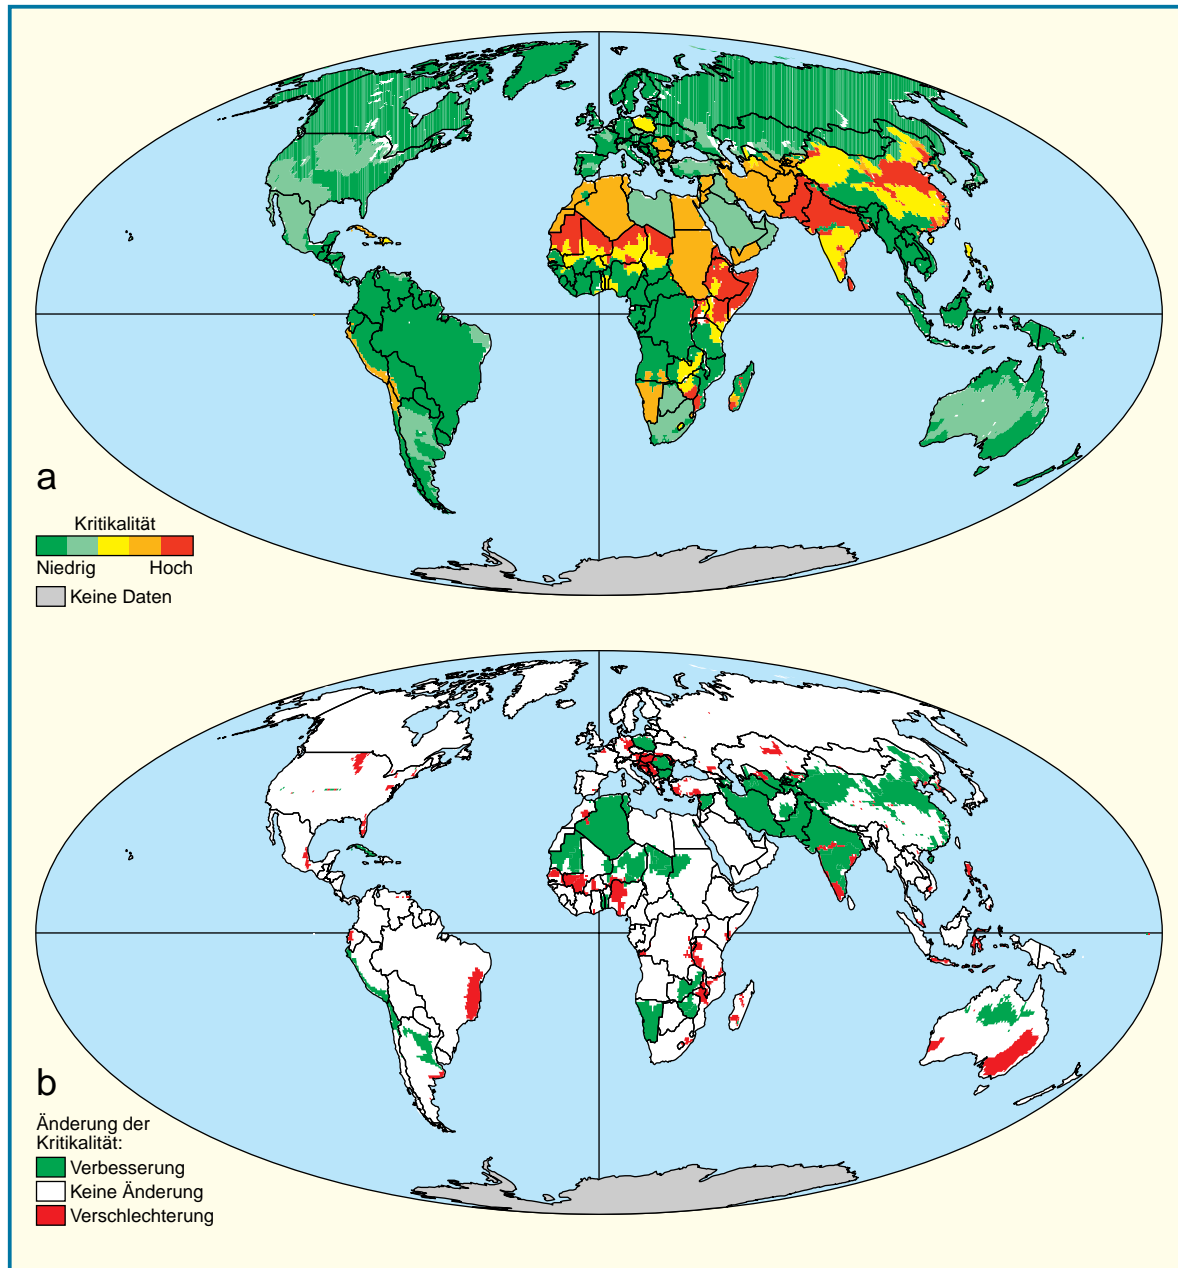 a
Kritikalität
Niedrig Hoch
Keine Daten
b
Änderung der
Kritikalität:
Verbesserung
Keine Änderung
Verschlechterung